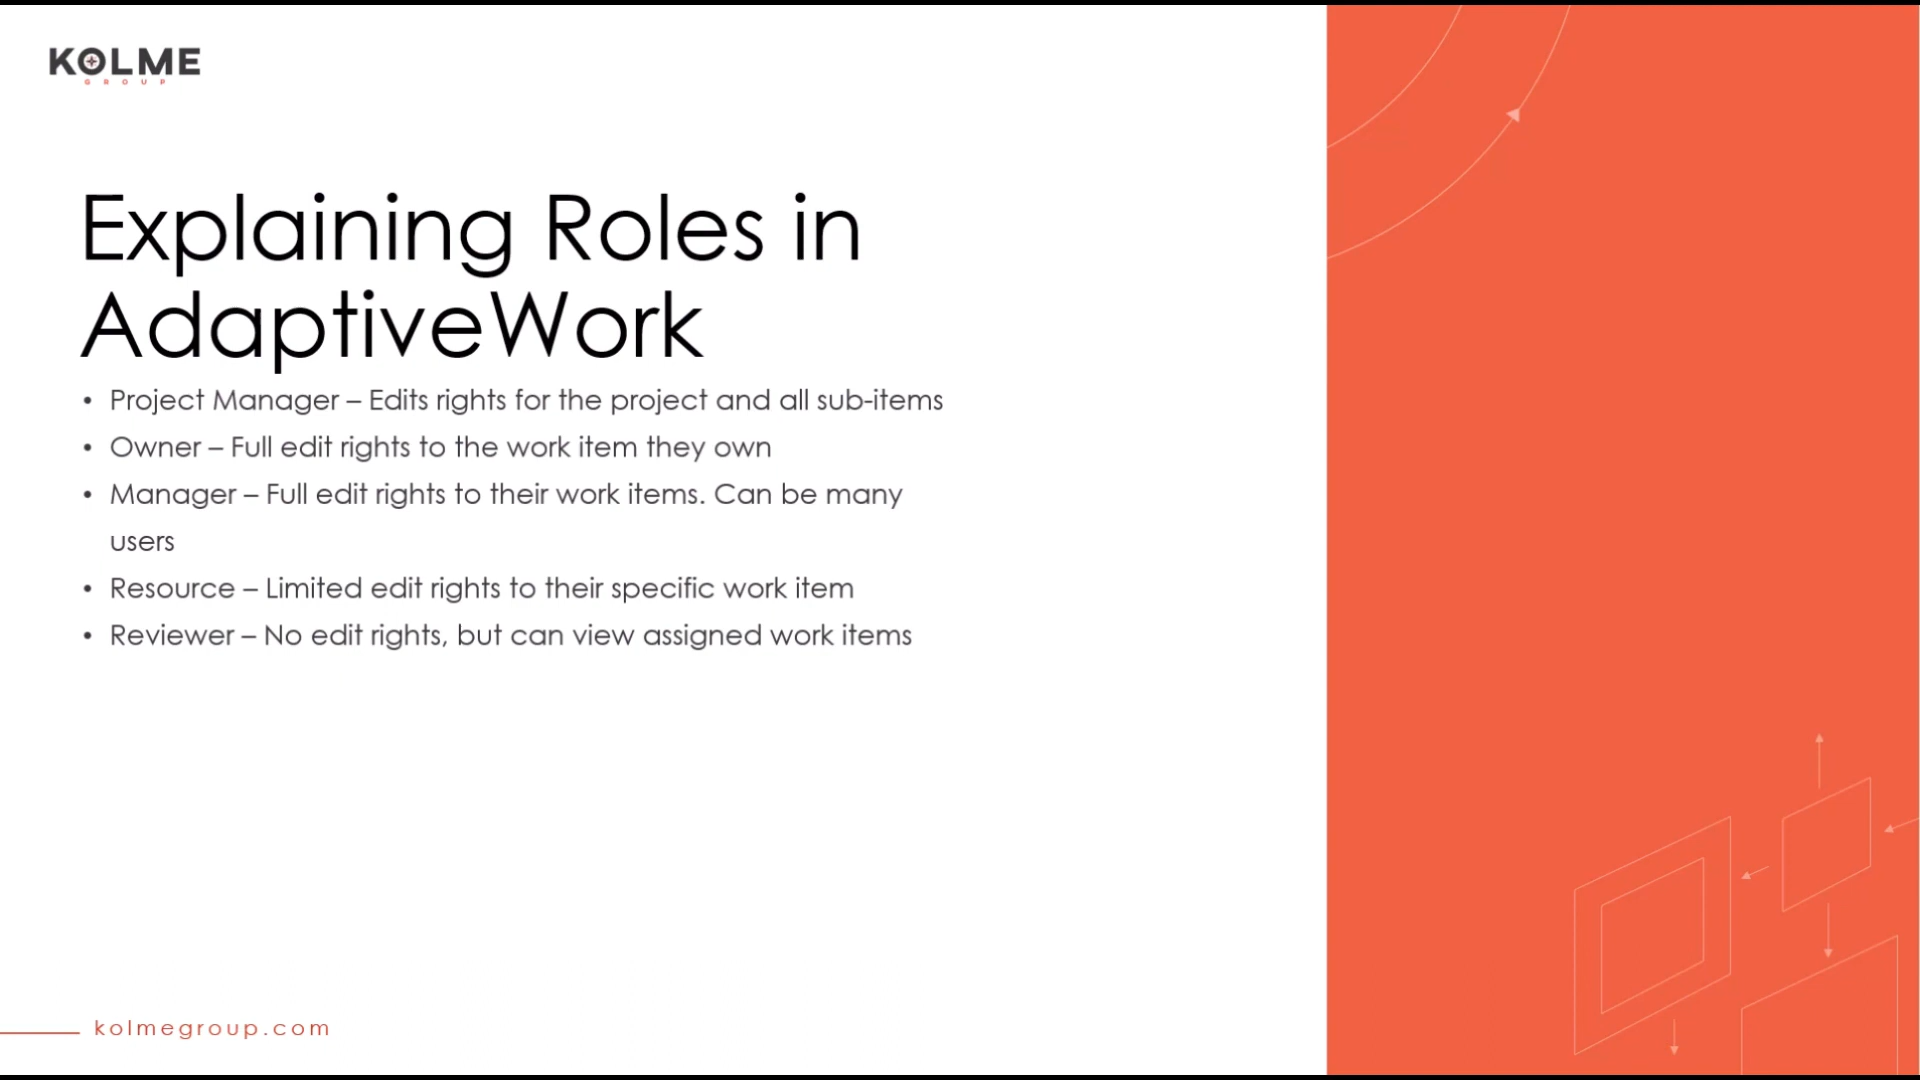 KOLME
GROUP
Explaining Roles in
AdaptiveWork
• Project Manager – Edits rights for the project and all sub-items
• Owner – Full edit rights to the work item they own
• Manager – Full edit rights to their work items. Can be many
users
• Resource – Limited edit rights to their specific work item
• Reviewer – No edit rights, but can view assigned work items
kolmegroup.com